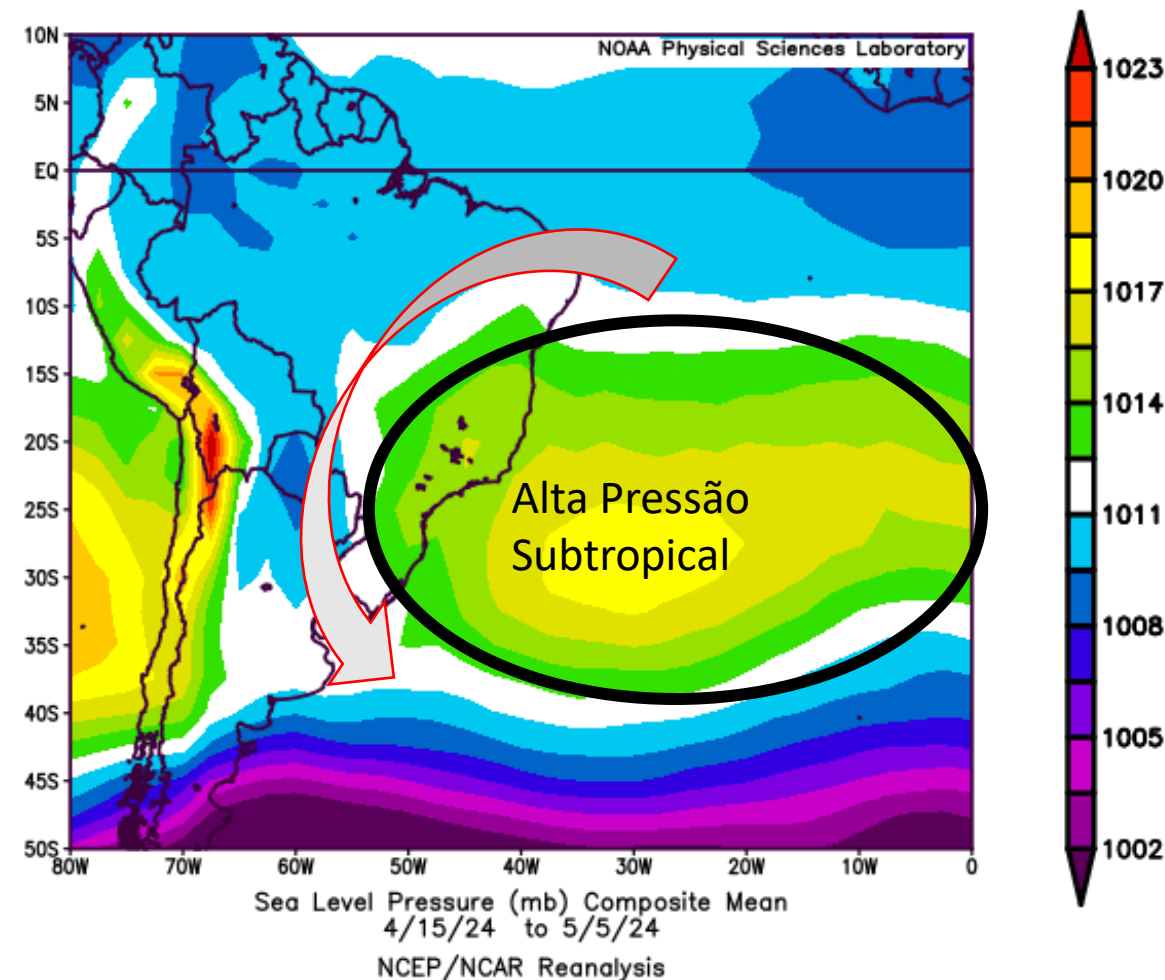 NOAA Physical Sciences Laboratory
10N
5N
EQ
5S
10S
15S
20S
25S
30S
35S
40S
45S
50S
80W 70W 60W 50W 40W 30W 20W 10W 0
Alta Pressão
Subtropical
1023
1020
1017
1014
1011
1008
1005
1002
Sea Level Pressure (mb) Composite Mean
4/15/24 to 5/5/24
NCEP/NCAR Reanalysis